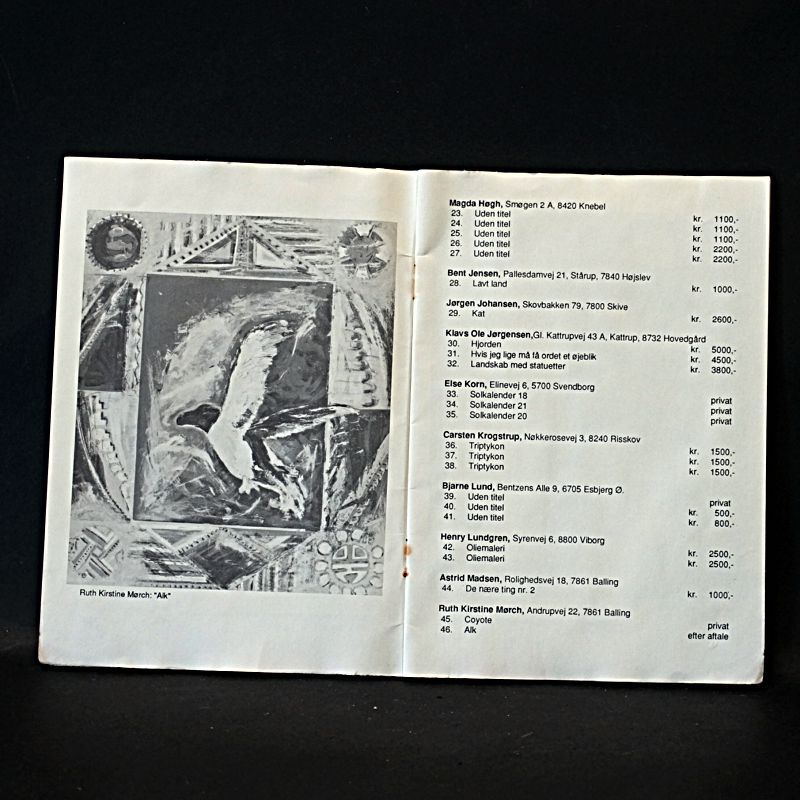 Ruth Kirstine Mørch: "Alk"
Magda Høgh, Smøgen 2 A, 8420 Knebel
23. Uden titel kr. 1100,-
24. Uden titel kr. 1100,-
25. Uden titel kr. 1100,-
26. Uden titel kr. 2200,-
27. Uden titel kr. 2200,-
Bent Jensen, Pallesdamvej 21, Stårup, 7840 Højslev
28. Lavt land kr. 1000,-
Jørgen Johansen, Skovbakken 79, 7800 Skive
29. Kat kr. 2600,-
Klavs Ole Jørgensen,Gl. Kattrupvej 43 A, Kattrup, 8732 Hovedgård
30. Hjorden kr. 5000,-
31. Hvis jeg lige må få ordet et øjeblik kr. 4500,-
32. Landskab med statuetter kr. 3800,-
Else Korn, Elinevej 6, 5700 Svendborg
33. Solkalender 18 privat
34. Solkalender 21 privat
35. Solkalender 20 privat
Carsten Krogstrup, Nøkkerosevej 3, 8240 Risskov
36. Triptykon kr. 1500,-
37. Triptykon kr. 1500,-
38. Triptykon kr. 1500,-
Bjarne Lund, Bentzens Alle 9, 6705 Esbjerg Ø.
39. Uden titel privat
40. Uden titel kr. 500,-
41. Uden titel kr. 800,-
Henry Lundgren, Syrenvej 6, 8800 Viborg
42. Oliemaleri kr. 2500,-
43. Oliemaleri kr. 2500,-
Astrid Madsen, Rolighedsvej 18, 7861 Balling
44. De nære ting nr. 2 kr. 1000,-
Ruth Kirstine Mørch, Andrupvej 22, 7861 Balling
45. Coyote privat
46. Alk efter aftale